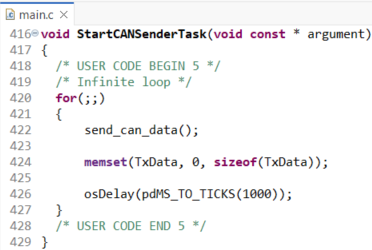 main.c
416 void StartCANSenderTask(void const * argument)
417 {
418   /* USER CODE BEGIN 5 */
419   /* Infinite loop */
420   for(;;)
421   {
422       send_can_data();
423
424       memset(TxData, 0, sizeof(TxData));
425
426       osDelay(pdMS_TO_TICKS(1000));
427   }
428   /* USER CODE END 5 */
429 }